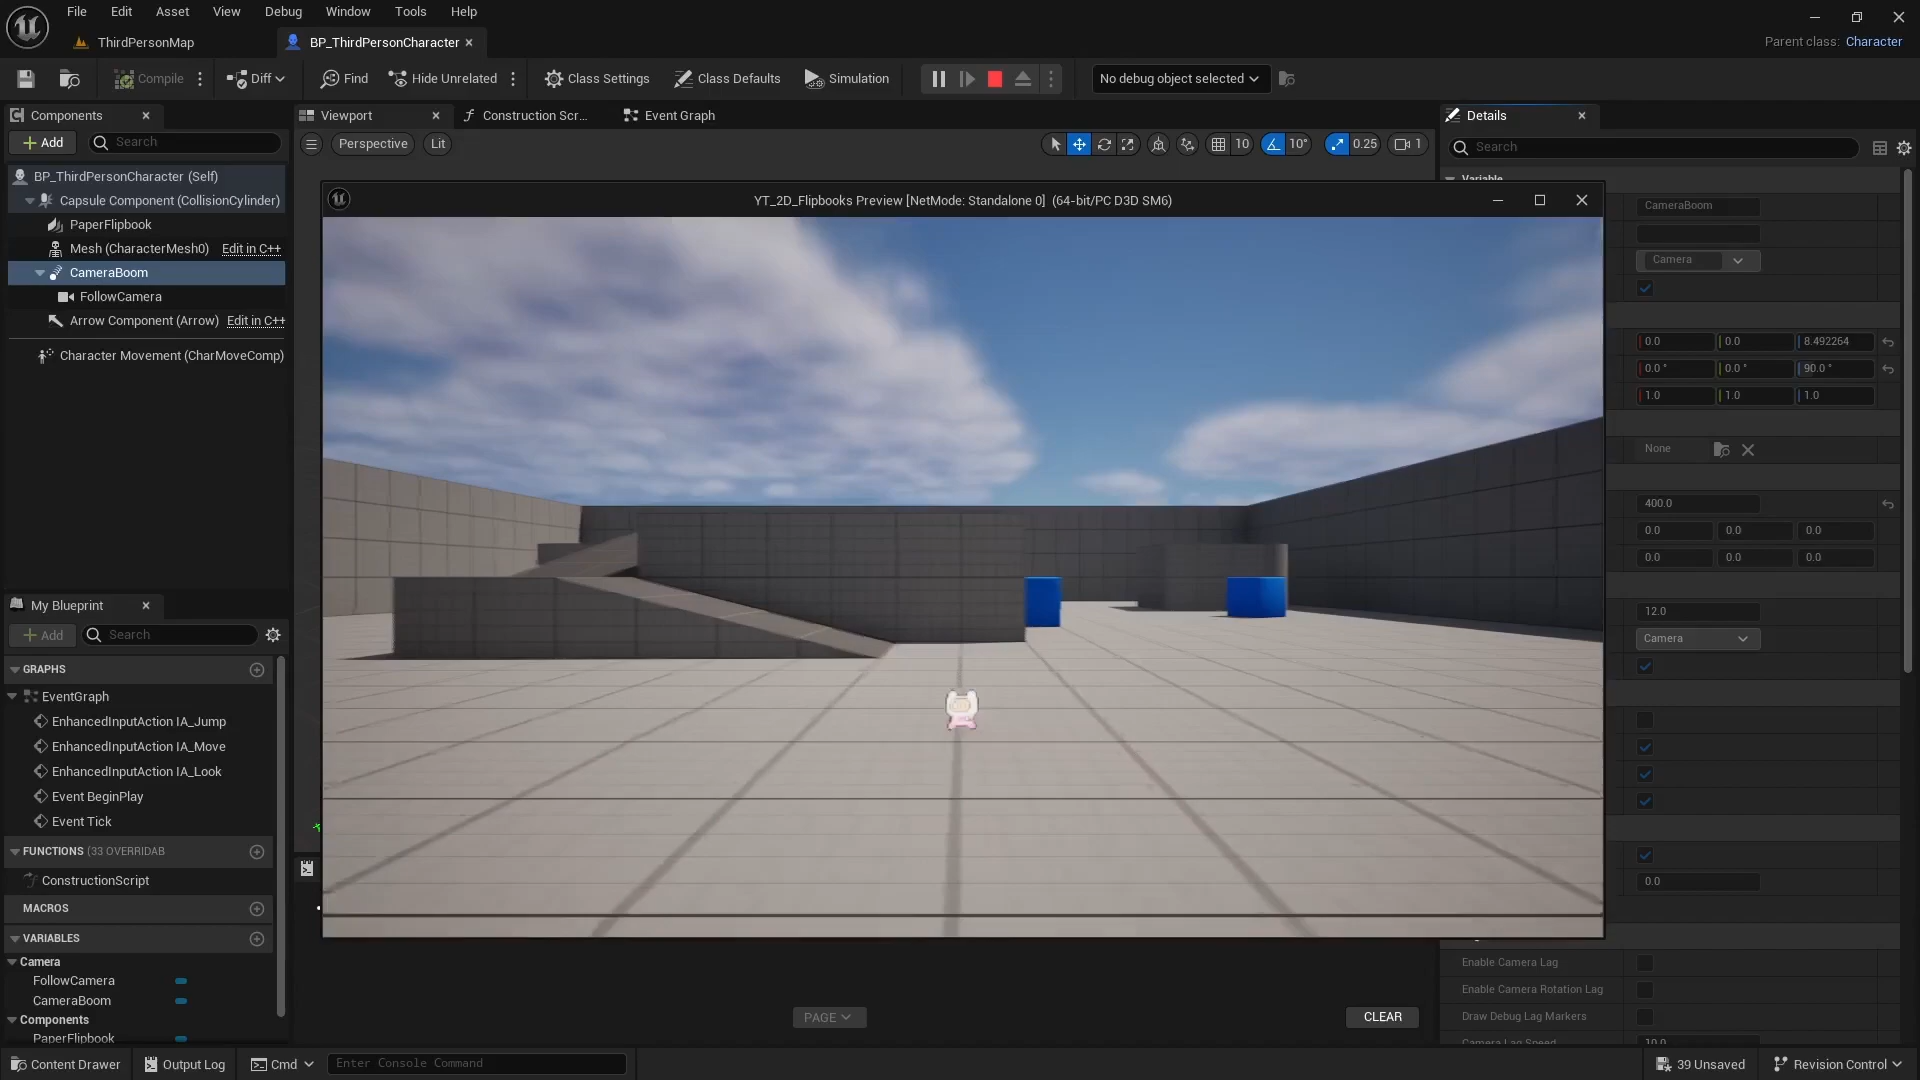 File Edit Asset View Debug Window Tools Help
ThirdPersonMap
BP_ThirdPersonCharacter
Parent class: Character
Compile
Diff
Find
Hide Unrelated
Class Settings
Class Defaults
Simulation
No debug object selected
Components
Add
Search
BP_ThirdPersonCharacter (Self)
Capsule Component (CollisionCylinder)
PaperFlipbook
Mesh (CharacterMesh0) Edit in C++
CameraBoom
FollowCamera
Arrow Component (Arrow) Edit in C++
Character Movement (CharMoveComp)
My Blueprint
Add
Search
GRAPHS
EventGraph
EnhancedInputAction IA_Jump
EnhancedInputAction IA_Move
EnhancedInputAction IA_Look
Event BeginPlay
Event Tick
FUNCTIONS (33 OVERRIDAB
ConstructionScript
MACROS
VARIABLES
Camera
FollowCamera
CameraBoom
Components
PaperFlipbook
Viewport
Construction Scr...
Event Graph
Perspective
Lit
10
10°
0.25
1
YT_2D_Flipbooks Preview [NetMode: Standalone 0] (64-bit/PC D3D SM6)
PAGE
CLEAR
Details
Search
Variable
CameraBoom
Camera
0.0 0.0 8.492264
0.0 ° 0.0 ° 90.0 °
1.0 1.0 1.0
None
400.0
0.0 0.0 0.0
0.0 0.0 0.0
12.0
Camera
0.0
Enable Camera Lag
Enable Camera Rotation Lag
Draw Debug Lag Markers
Camera Lag Speed 10.0
Content Drawer
Output Log
Cmd
Enter Console Command
39 Unsaved
Revision Control